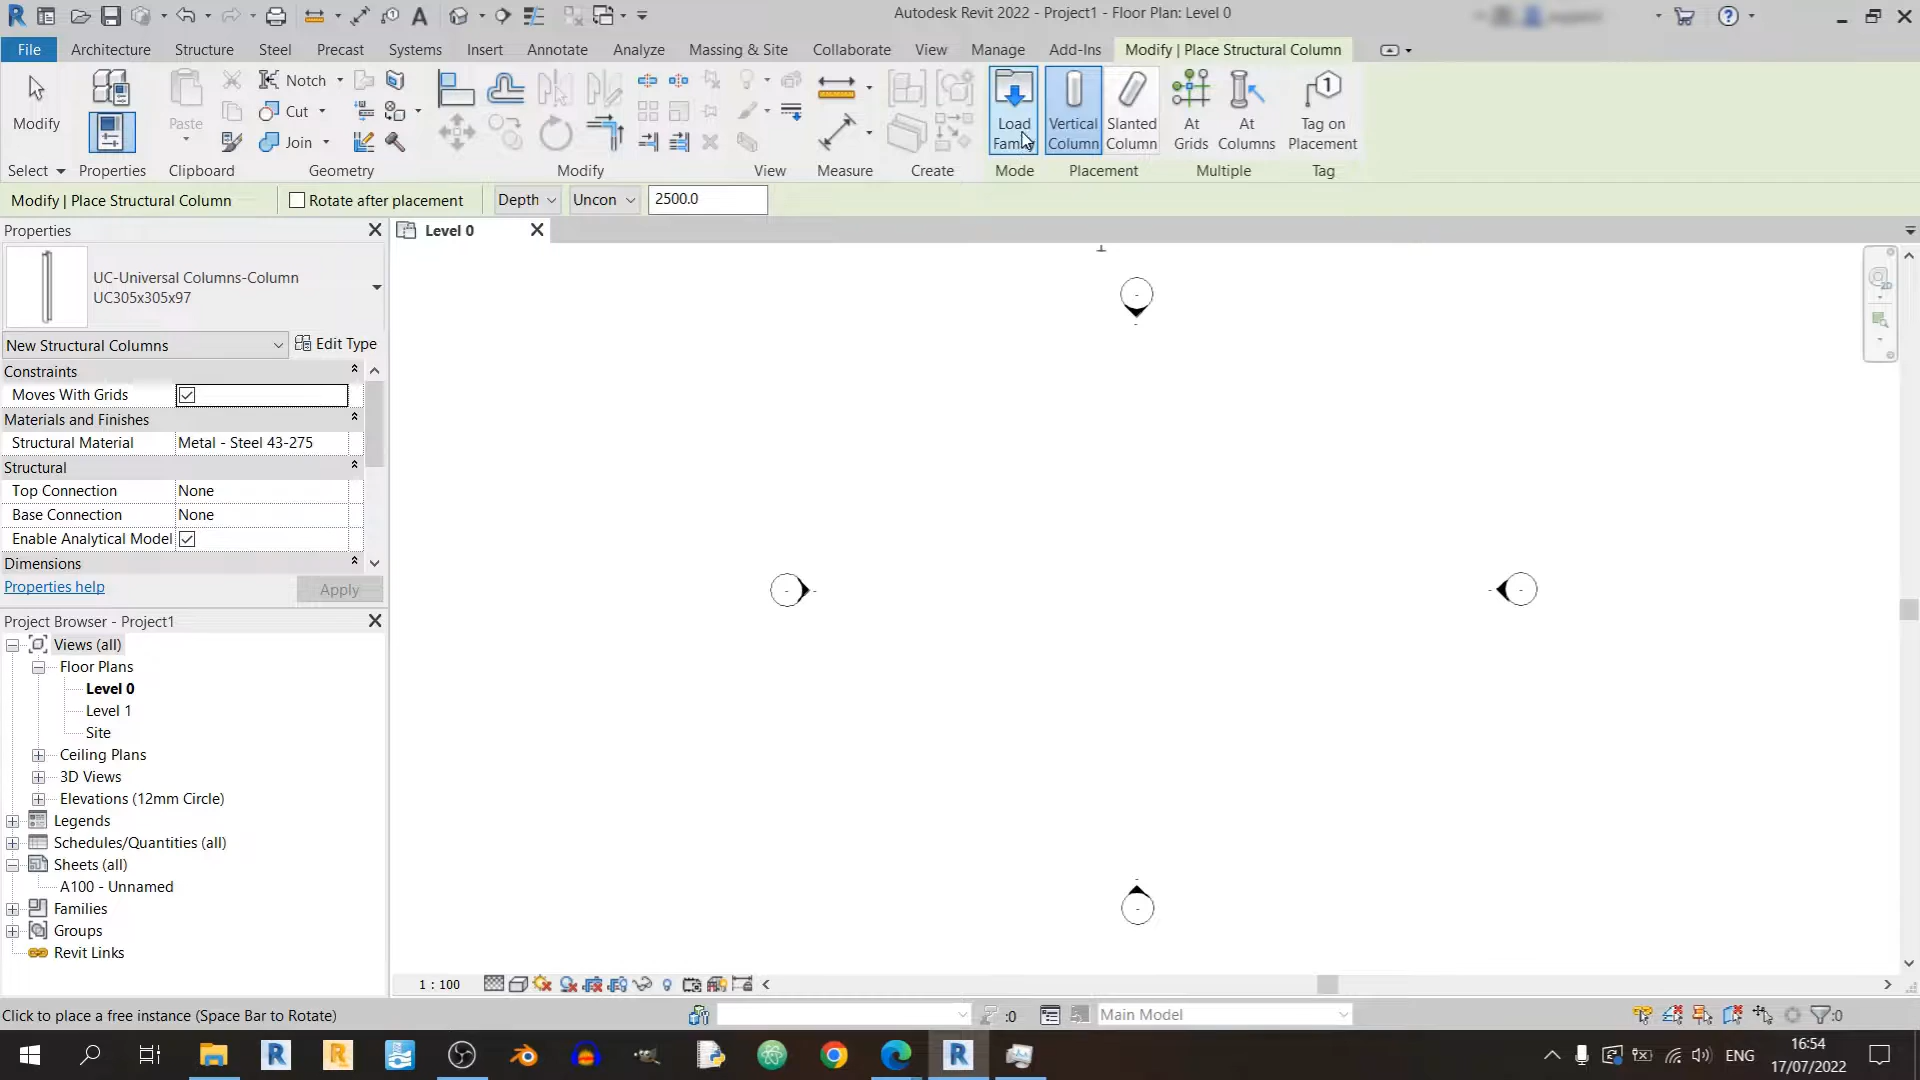 Autodesk Revit 2022 - Project1 - Floor Plan: Level 0
File Architecture Structure Steel Precast Systems Insert Annotate Analyze Massing & Site Collaborate View Manage Add-Ins Modify | Place Structural Column
Modify
Paste
Notch
Cut
Join
Load Family
Vertical Column
Slanted Column
At Grids
At Columns
1
Tag on Placement
Select Properties Clipboard Geometry Modify View Measure Create Mode Placement Multiple Tag
Modify | Place Structural Column Rotate after placement Depth Uncon 2500.0
Properties
Level 0
UC-Universal Columns-Column
UC305x305x97
New Structural Columns Edit Type
Constraints
Moves With Grids
Materials and Finishes
Structural Material Metal - Steel 43-275
Structural
Top Connection None
Base Connection None
Enable Analytical Model
Dimensions
Properties help Apply
Project Browser - Project1
Views (all)
Floor Plans
Level 0
Level 1
Site
Ceiling Plans
3D Views
Elevations (12mm Circle)
Legends
Schedules/Quantities (all)
Sheets (all)
A100 - Unnamed
Families
Groups
Revit Links
2D
1 : 100
Click to place a free instance (Space Bar to Rotate) :0 Main Model :0
ENG
16:54
17/07/2022